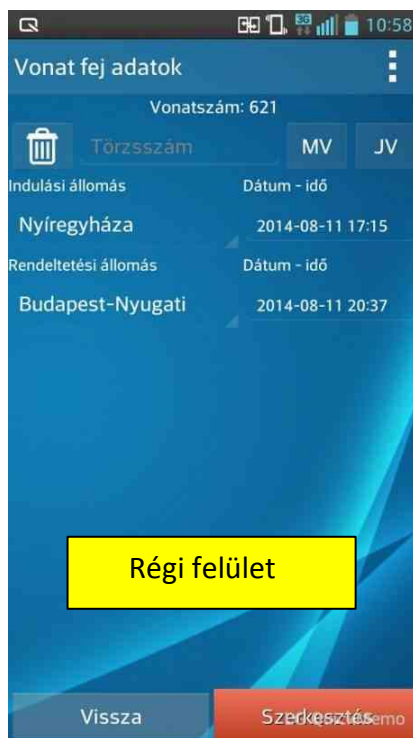 3G 10:58
Vonat fej adatok
Vonatszám: 621
Törzsszám MV JV
Indulási állomás Dátum - idő
Nyíregyháza 2014-08-11 17:15
Rendeltetési állomás Dátum - idő
Budapest-Nyugati 2014-08-11 20:37
Régi felület
Vissza Szerkesztés